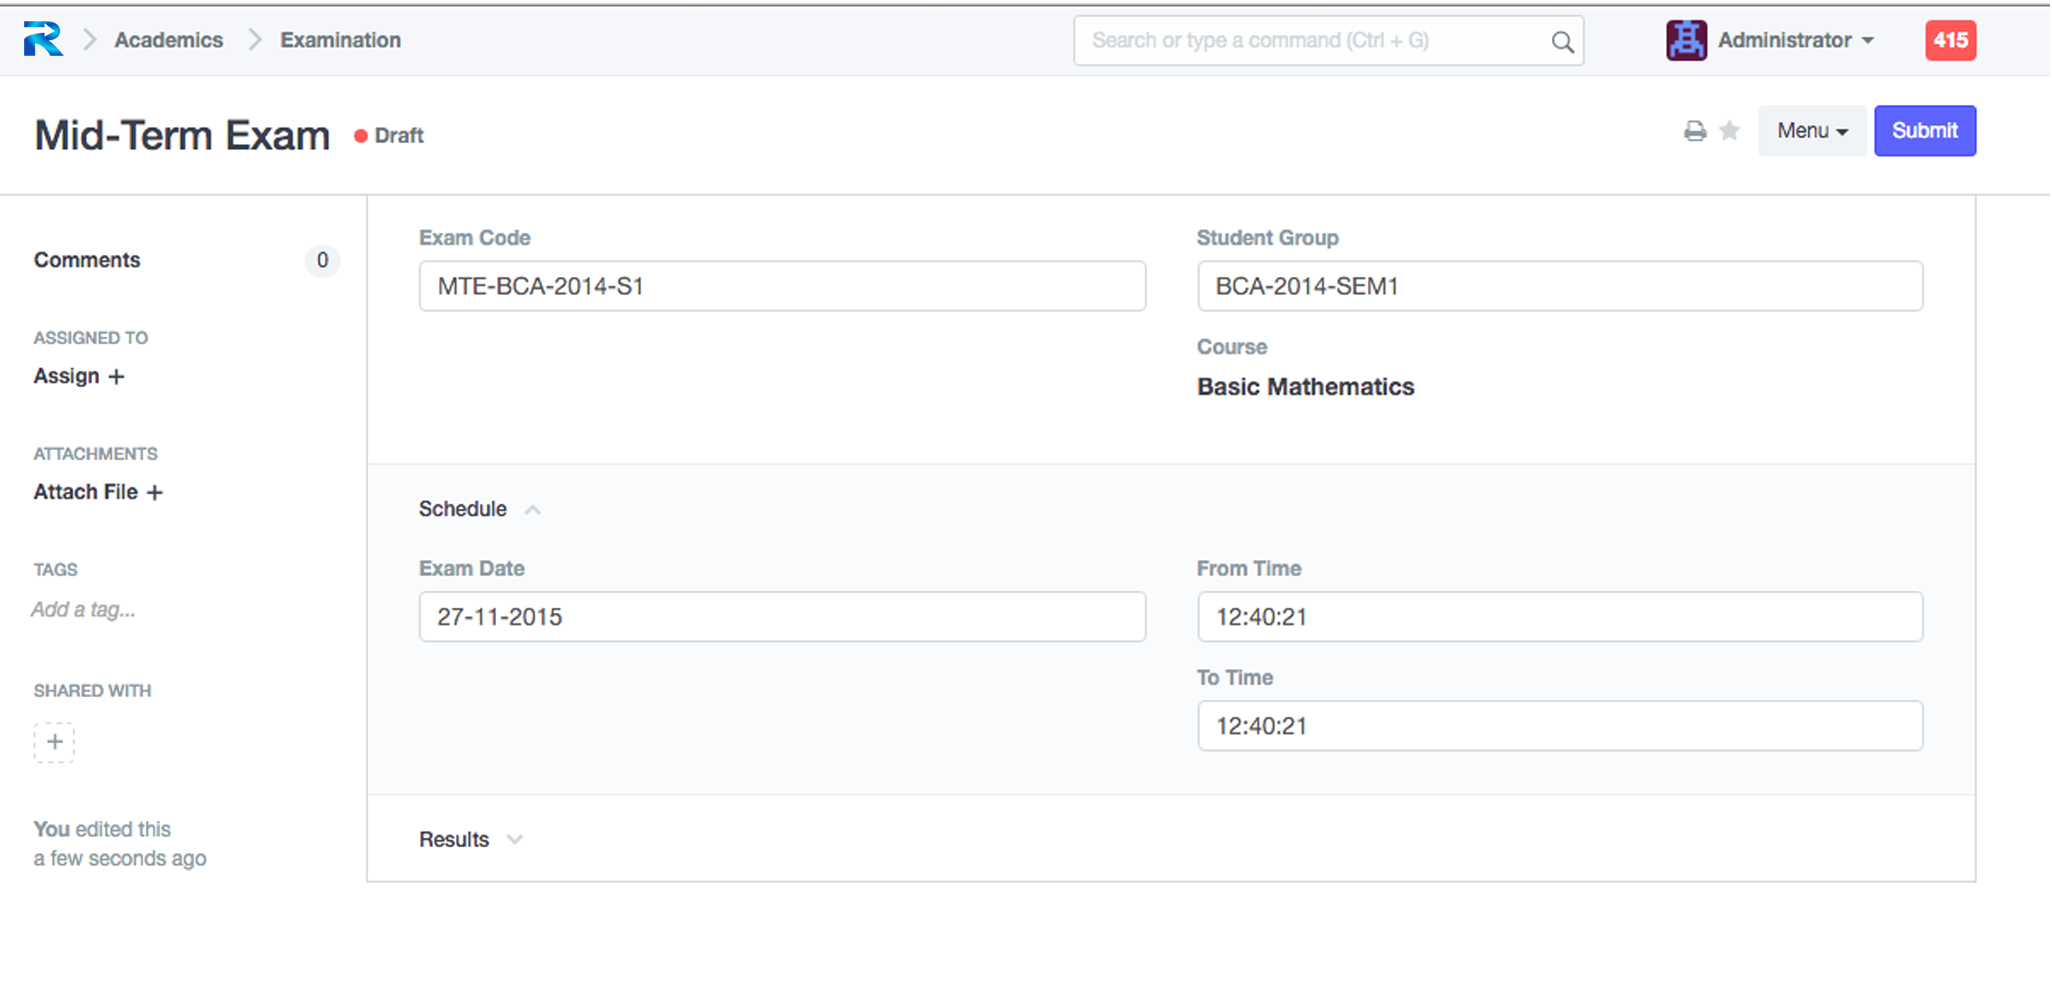 Academics Examination Search or type a command (Ctrl + G) Administrator 415
Mid-Term Exam Draft Menu Submit
Comments 0
ASSIGNED TO
Assign +
ATTACHMENTS
Attach File +
TAGS
Add a tag...
SHARED WITH
+
You edited this
a few seconds ago
Exam Code
MTE-BCA-2014-S1
Student Group
BCA-2014-SEM1
Course
Basic Mathematics
Schedule
Exam Date
27-11-2015
From Time
12:40:21
To Time
12:40:21
Results